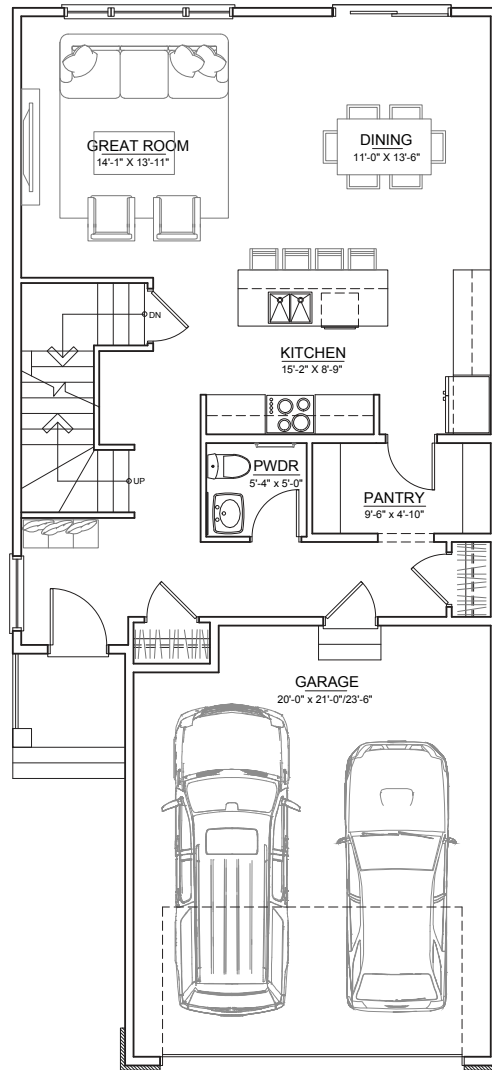 GREAT ROOM
14'-1" X 13'-11"
DINING
11'-0" X 13'-6"
DN
KITCHEN
15'-2" X 8'-9"
PWDR
5'-4" x 5'-0"
UP
PANTRY
9'-6" x 4'-10"
GARAGE
20'-0" x 21'-0"/23'-6"